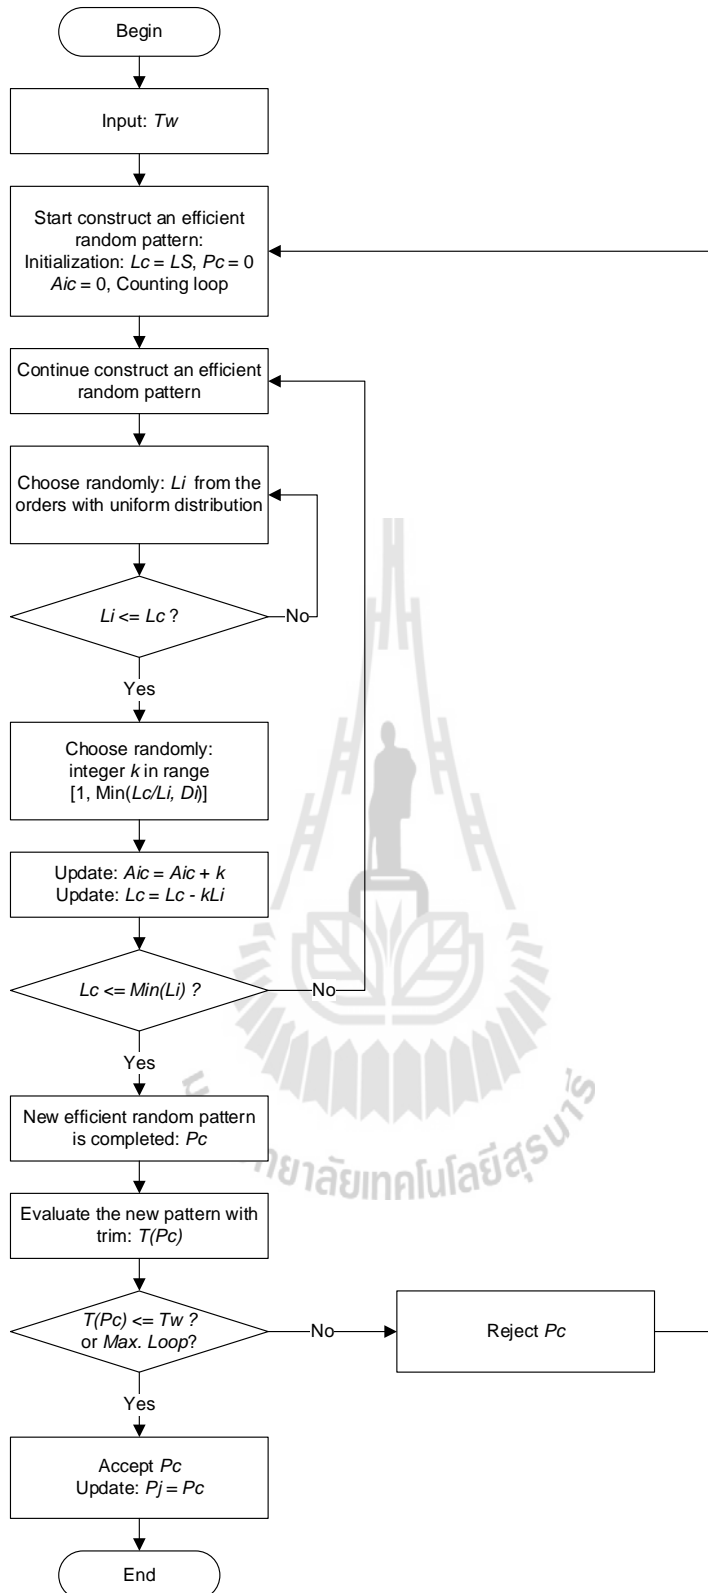 Begin
Input: Tw
Start construct an efficient
random pattern:
Initialization: Lc = LS, Pc = 0
Aic = 0, Counting loop
Continue construct an efficient
random pattern
Choose randomly: Li from the
orders with uniform distribution
Li <= Lc ?
No
Yes
Choose randomly:
integer k in range
[1, Min(Lc/Li, Di)]
Update: Aic = Aic + k
Update: Lc = Lc - kLi
Lc <= Min(Li) ?
No
Yes
New efficient random pattern
is completed: Pc
Evaluate the new pattern with
trim: T(Pc)
T(Pc) <= Tw ?
or Max. Loop?
No
Reject Pc
Yes
Accept Pc
Update: Pj = Pc
End